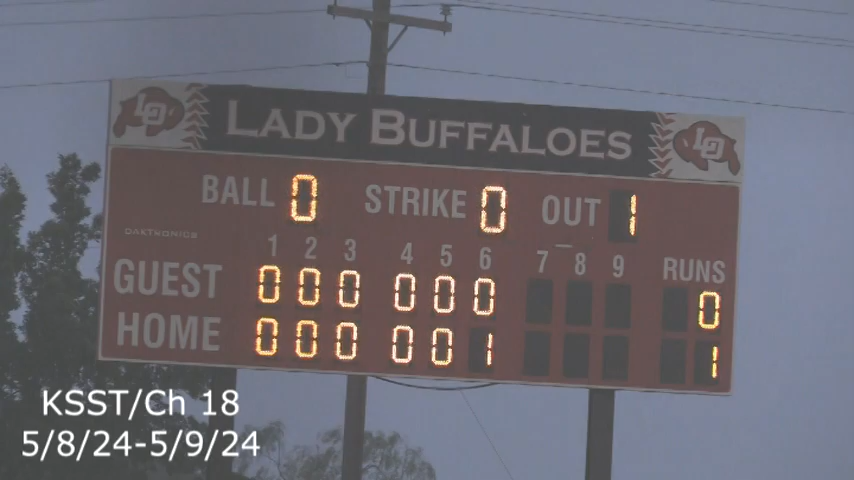 LO LADY BUFFALOES LO
BALL 0 STRIKE 0 OUT 1
DAKTRONICS
1 2 3 4 5 6 7 8 9 RUNS
GUEST 0 0 0 0 0 0 0
HOME 0 0 0 0 0 1 1
KSST/Ch 18
5/8/24-5/9/24